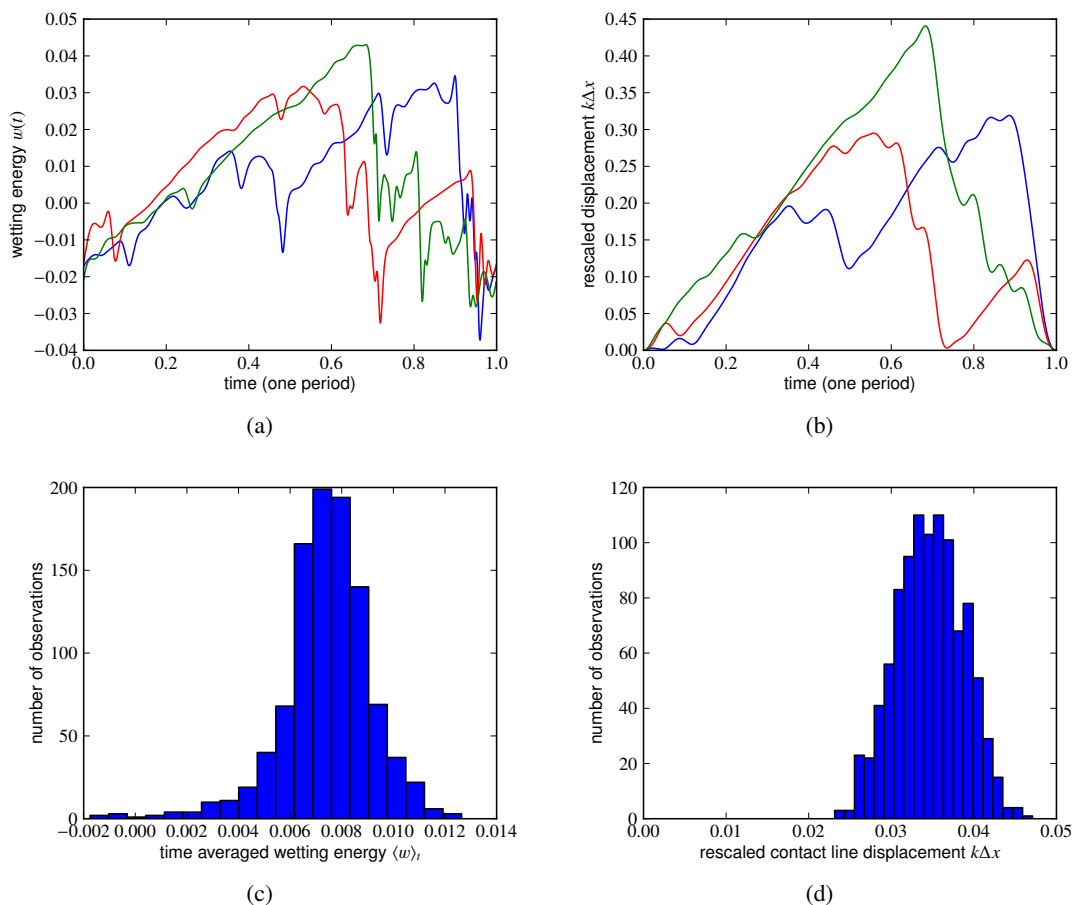 0.05
0.04
0.03
0.02
0.01
0.00
−0.01
−0.02
−0.03
−0.04
wetting energy w(t)
0.0 0.2 0.4 0.6 0.8 1.0
time (one period)
(a)
0.45
0.40
0.35
0.30
0.25
0.20
0.15
0.10
0.05
0.00
rescaled displacement kΔx
0.0 0.2 0.4 0.6 0.8 1.0
time (one period)
(b)
200
150
100
50
0
number of observations
−0.002 0.000 0.002 0.004 0.006 0.008 0.010 0.012 0.014
time averaged wetting energy ⟨w⟩t
(c)
120
100
80
60
40
20
0
number of observations
0.00 0.01 0.02 0.03 0.04 0.05
rescaled contact line displacement kΔx
(d)